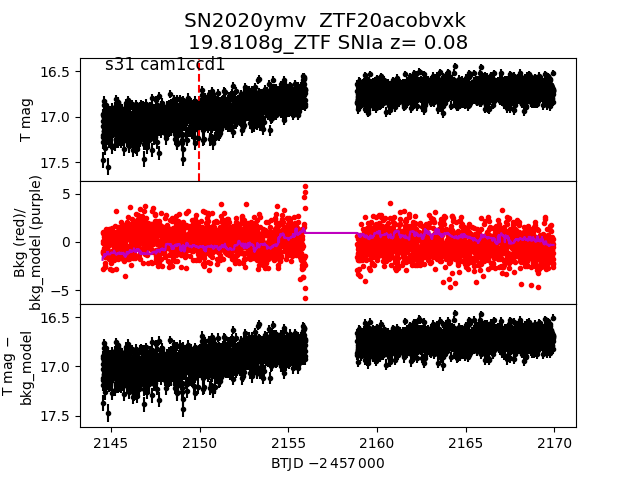 SN2020ymv  ZTF20acobvxk
19.8108g_ZTF SNIa z= 0.08
s31 cam1ccd1
16.5
17.0
17.5
T mag
5
0
−5
Bkg (red)/
bkg_model (purple)
16.5
17.0
17.5
T mag −
bkg_model
2145
2150
2155
2160
2165
2170
BTJD −2 457 000